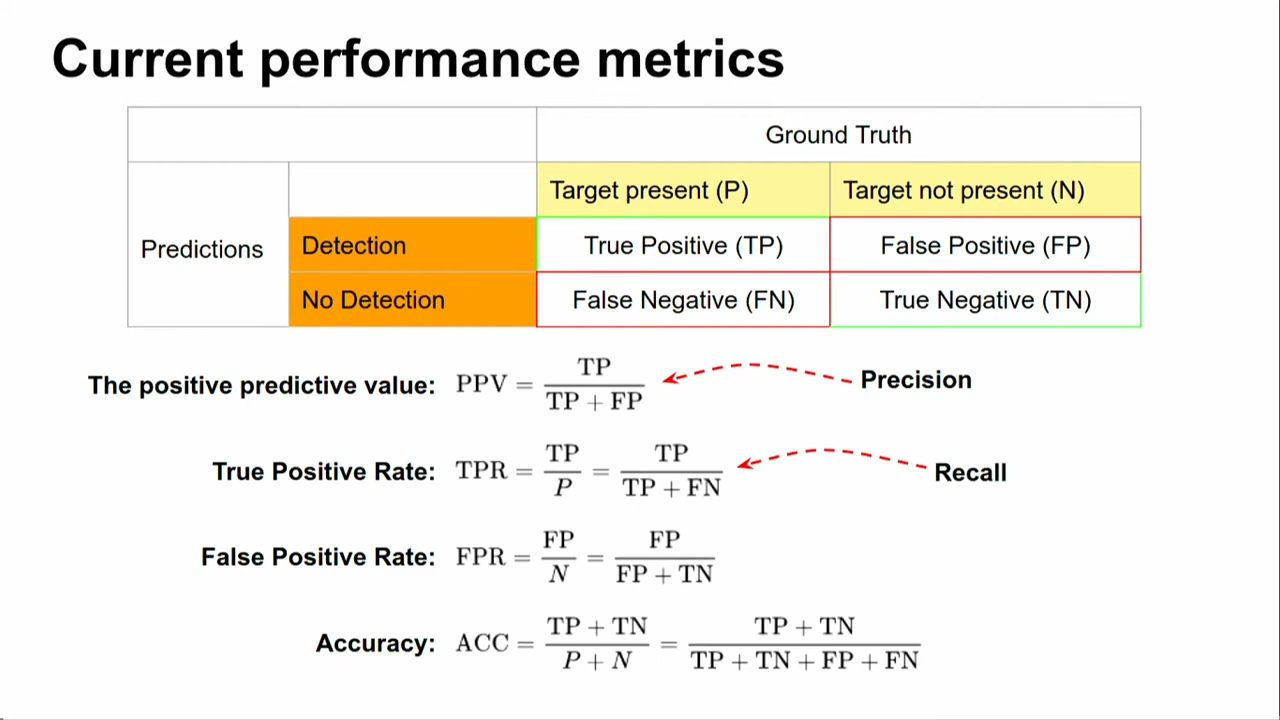 Current performance metrics
Ground Truth
Target present (P) Target not present (N)
Predictions
Detection True Positive (TP) False Positive (FP)
No Detection False Negative (FN) True Negative (TN)
The positive predictive value: PPV = TP / (TP + FP) Precision
True Positive Rate: TPR = TP / P = TP / (TP + FN) Recall
False Positive Rate: FPR = FP / N = FP / (FP + TN)
Accuracy: ACC = (TP + TN) / (P + N) = (TP + TN) / (TP + TN + FP + FN)